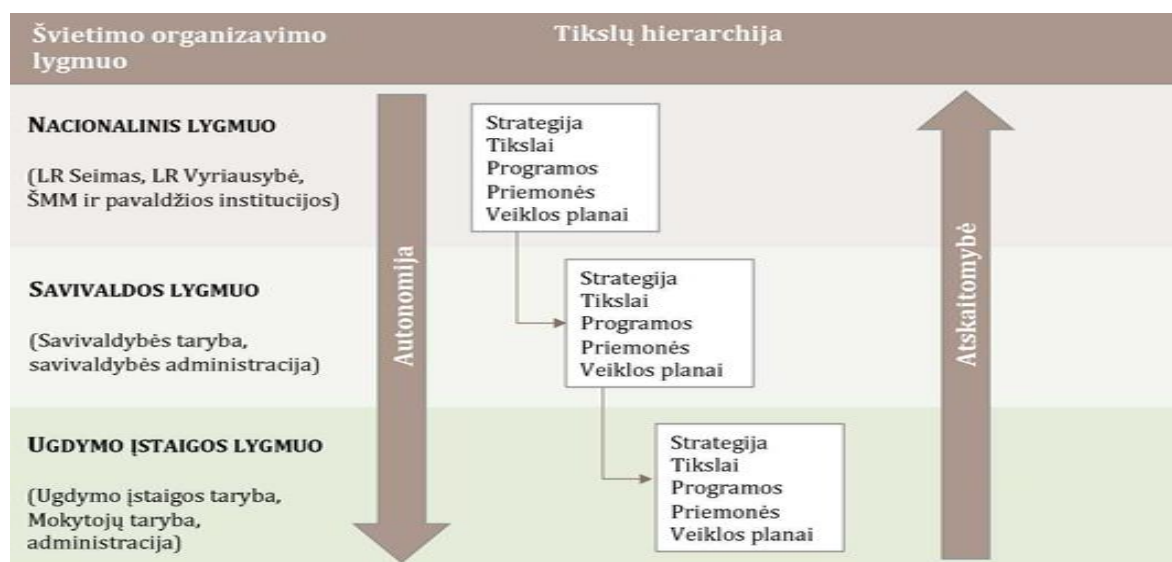 Švietimo organizavimo
lygmuo
Tikslų hierarchija
NACIONALINIS LYGMUO
(LR Seimas, LR Vyriausybė,
ŠMM ir pavaldžios institucijos)
Autonomija
Strategija
Tikslai
Programos
Priemonės
Veiklos planai
Atskaitomybė
SAVIVALDOS LYGMUO
(Savivaldybės taryba,
savivaldybės administracija)
Strategija
Tikslai
Programos
Priemonės
Veiklos planai
UGDYMO ĮSTAIGOS LYGMUO
(Ugdymo įstaigos taryba,
Mokytojų taryba,
administracija)
Strategija
Tikslai
Programos
Priemonės
Veiklos planai